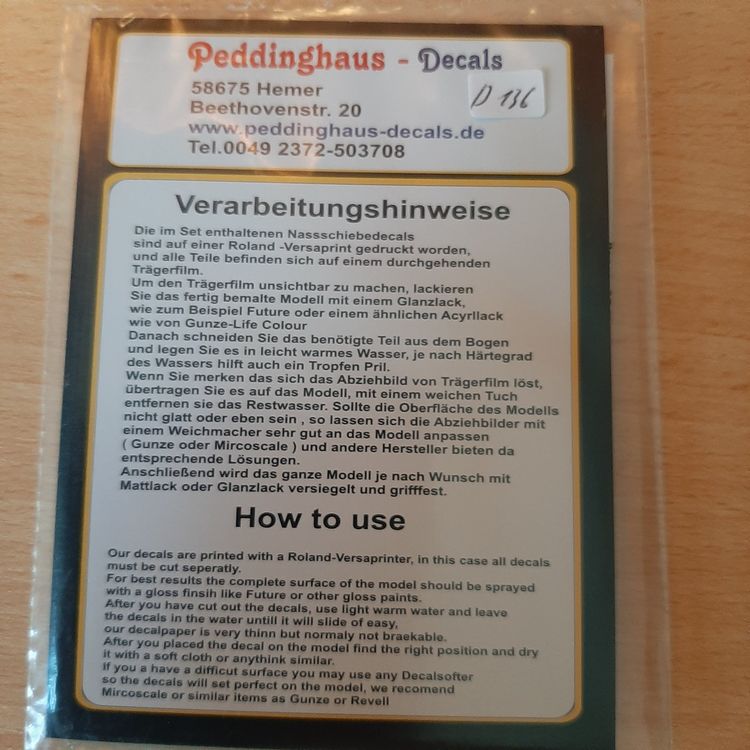 Peddinghaus - Decals
58675 Hemer
D 136
Beethovenstr. 20
www.peddinghaus-decals.de
Tel.0049 2372-503708
Verarbeitungshinweise
Die im Set enthaltenen Nassschiebedecals
sind auf einer Roland -Versaprint gedruckt worden,
und alle Teile befinden sich auf einem durchgehenden
Trägerfilm.
Um den Trägerfilm unsichtbar zu machen, lackieren
Sie das fertig bemalte Modell mit einem Glanzlack,
wie zum Beispiel Future oder einem ähnlichen Acyrllack
wie von Gunze-Life Colour
Danach schneiden Sie das benötigte Teil aus dem Bogen
und legen Sie es in leicht warmes Wasser, je nach Härtegrad
des Wassers hilft auch ein Tropfen Pril.
Wenn Sie merken das sich das Abziehbild von Trägerfilm löst,
übertragen Sie es auf das Modell, mit einem weichen Tuch
entfernen sie das Restwasser. Sollte die Oberfläche des Modells
nicht glatt oder eben sein , so lassen sich die Abziehbilder mit
einem Weichmacher sehr gut an das Modell anpassen
( Gunze oder Mircoscale ) und andere Hersteller bieten da
entsprechende Lösungen.
Anschließend wird das ganze Modell je nach Wunsch mit
Mattlack oder Glanzlack versiegelt und grifffest.
How to use
Our decals are printed with a Roland-Versaprinter, in this case all decals
must be cut seperatly.
For best results the complete surface of the model should be sprayed
with a gloss finsih like Future or other gloss paints.
After you have cut out the decals, use light warm water and leave
the decals in the water untill it will slide of easy,
our decalpaper is very thinn but normaly not braekable.
After you placed the decal on the model find the right position and dry
it with a soft cloth or anythink similar.
If you a have a difficut surface you may use any Decalsofter
so the decals will set perfect on the model, we recomend
Mircoscale or similar items as Gunze or Revell